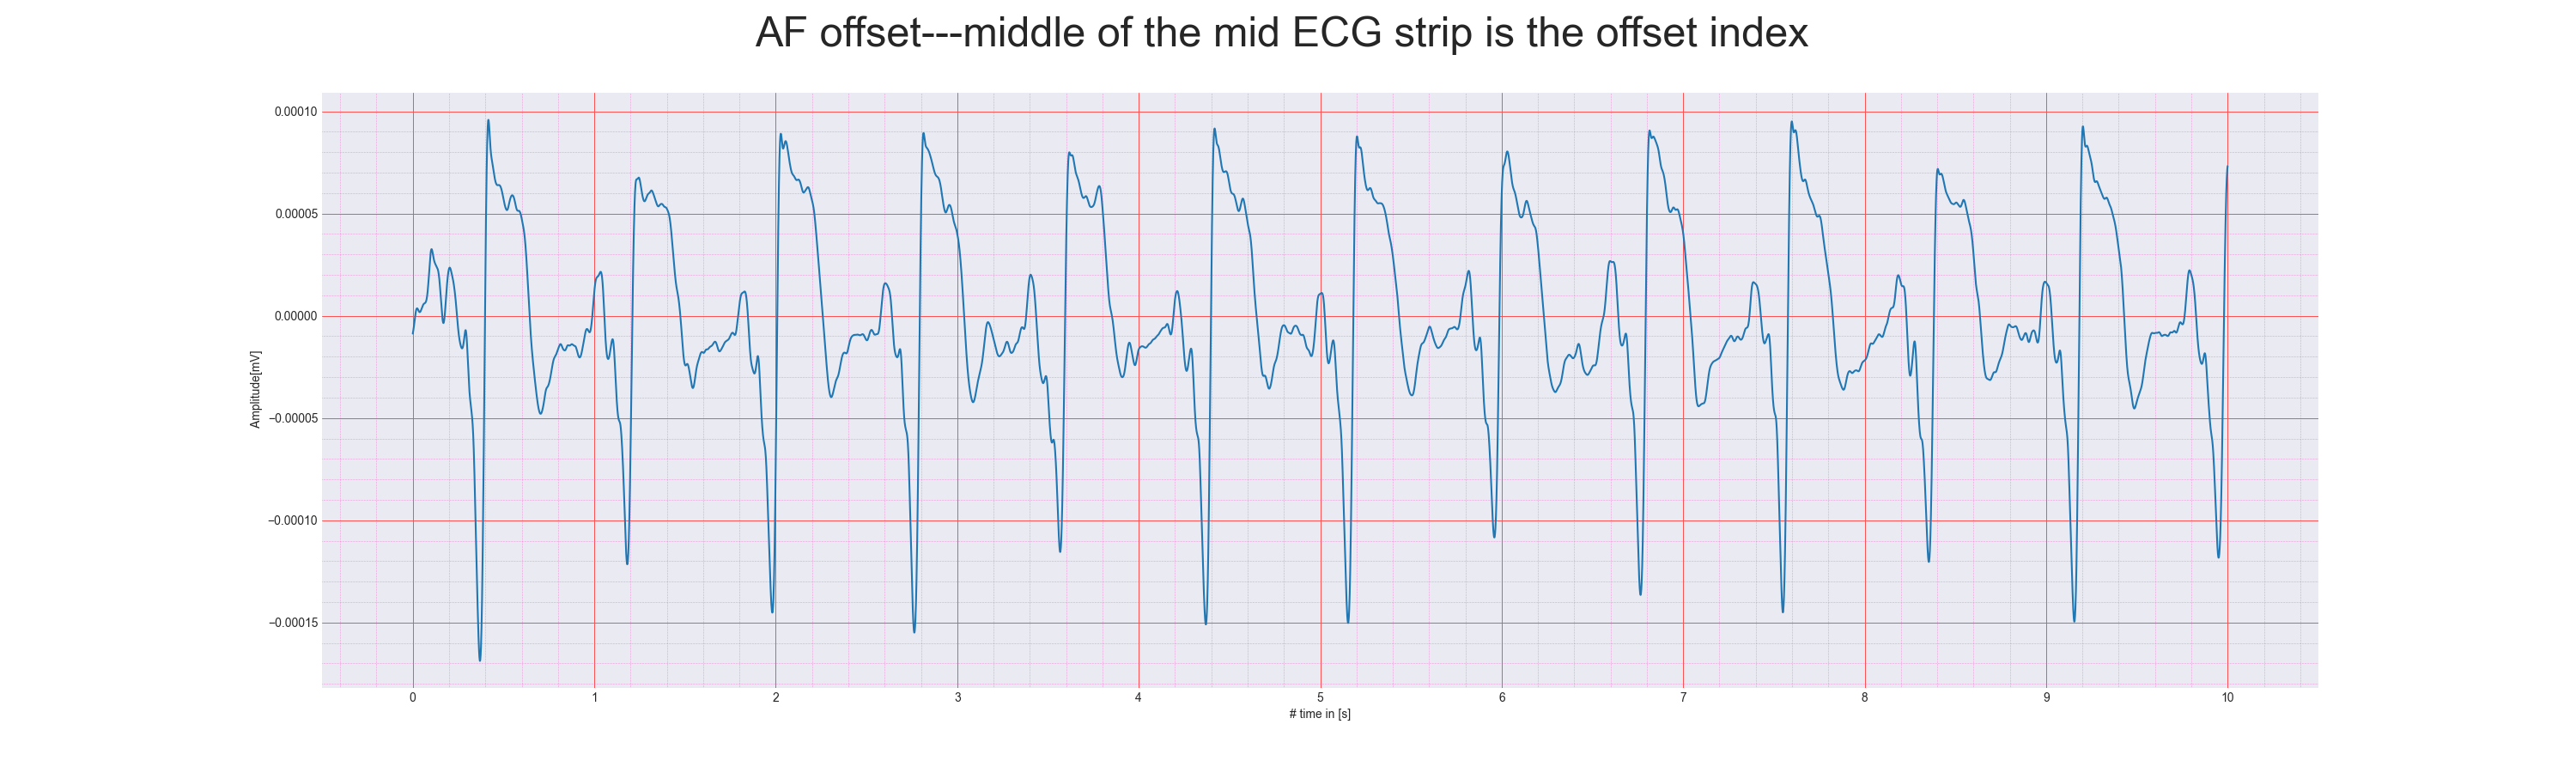 AF offset---middle of the mid ECG strip is the offset index
0.00010
0.00005
0.00000
−0.00005
−0.00010
−0.00015
Amplitude[mV]
0 1 2 3 4 5 6 7 8 9 10
# time in [s]